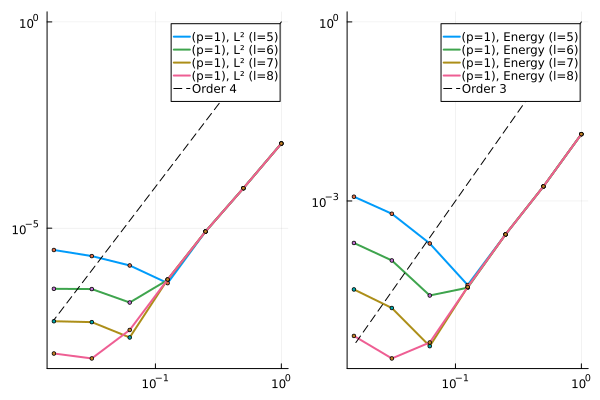 10⁰
10⁻⁵
10⁻¹
10⁰
(p=1), L² (l=5)
(p=1), L² (l=6)
(p=1), L² (l=7)
(p=1), L² (l=8)
Order 4
10⁰
10⁻³
10⁻¹
10⁰
(p=1), Energy (l=5)
(p=1), Energy (l=6)
(p=1), Energy (l=7)
(p=1), Energy (l=8)
Order 3